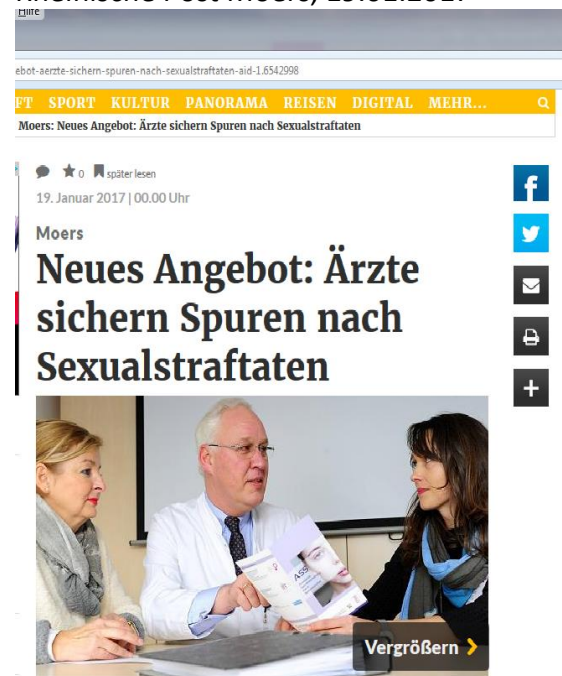 Rheinische Post Moers, 19.01.2017
Hilfe
ebot-aerzte-sichern-spuren-nach-sexualstraftaten-aid-1.6542998
FT SPORT KULTUR PANORAMA REISEN DIGITAL MEHR...
Moers: Neues Angebot: Ärzte sichern Spuren nach Sexualstraftaten
0 später lesen
19. Januar 2017 | 00.00 Uhr
Moers
Neues Angebot: Ärzte
sichern Spuren nach
Sexualstraftaten
ASS
Vergrößern